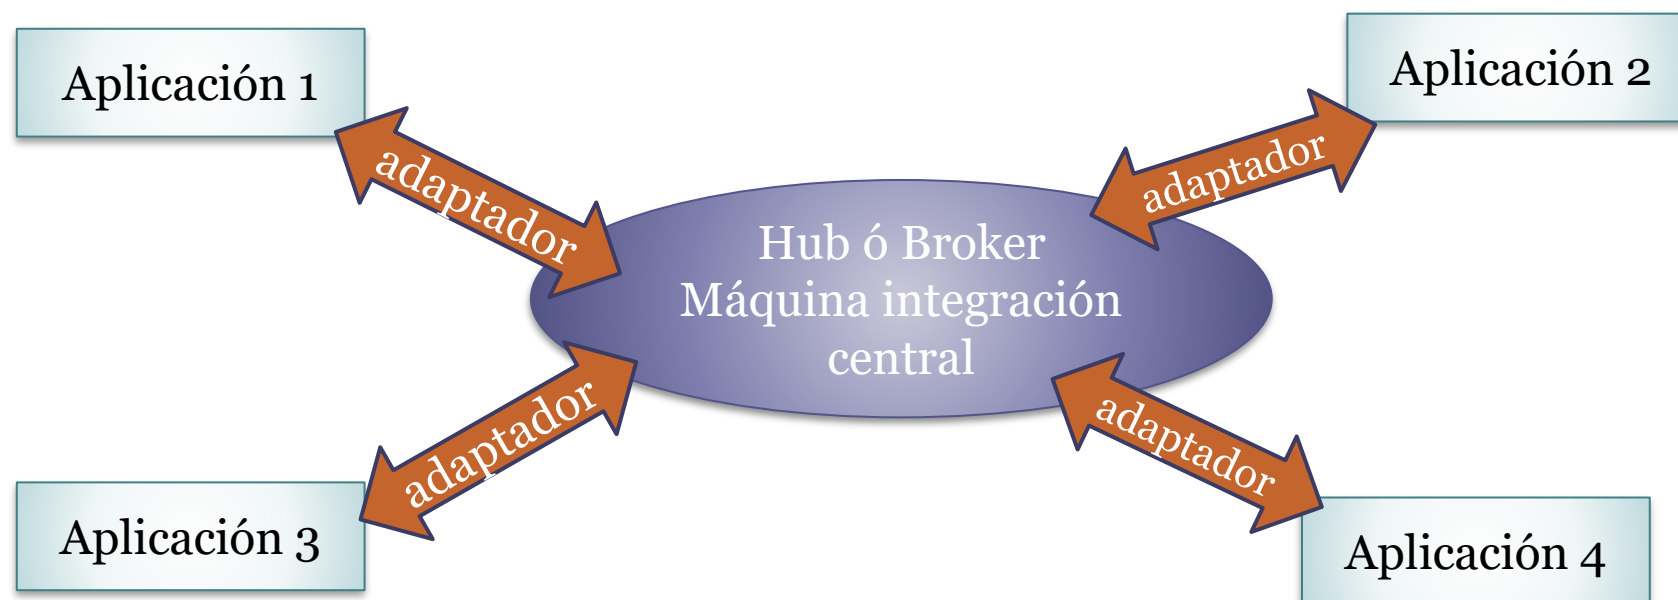 Aplicación 1
Aplicación 2
adaptador
adaptador
Hub ó Broker
Máquina integración
central
adaptador
adaptador
Aplicación 3
Aplicación 4